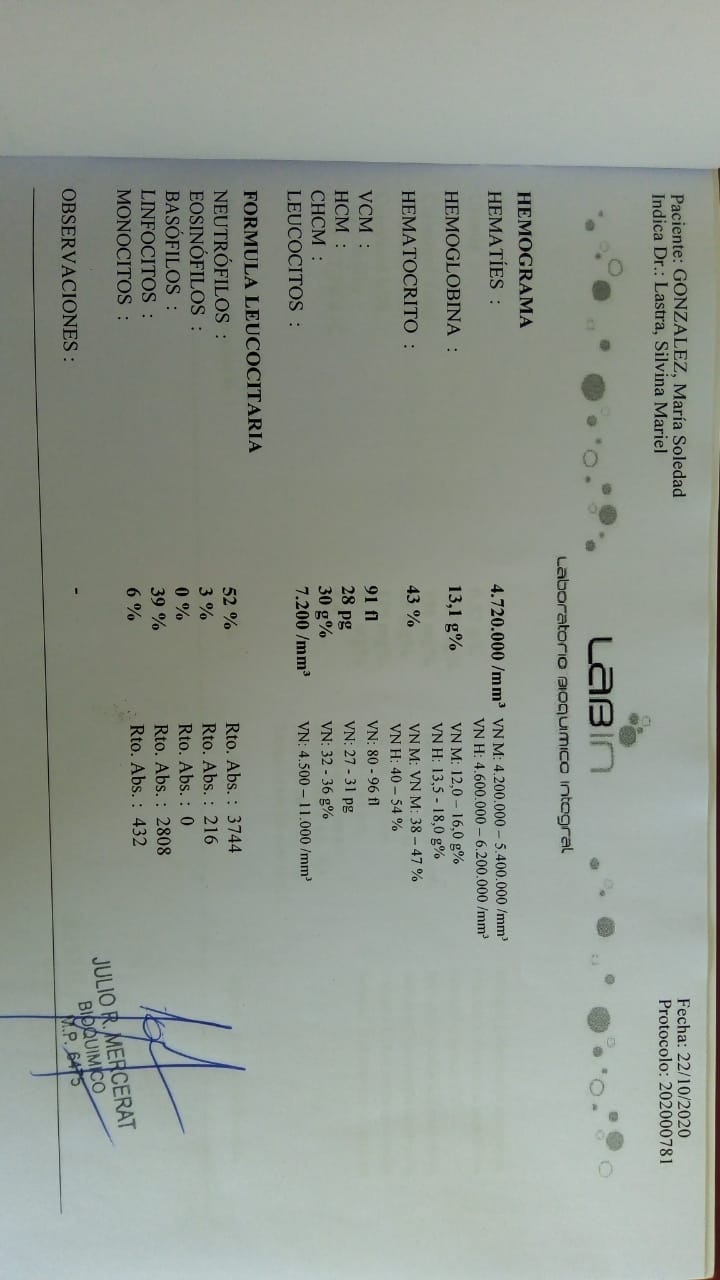 Paciente: GONZALEZ, María Soledad
Indica Dr.: Lastra, Silvina Mariel
Fecha: 22/10/2020
Protocolo: 202000781
LABIN
Laboratorio Bioquimico Integral
HEMOGRAMA
HEMATÍES : 4.720.000 /mm³ VN M: 4.200.000 – 5.400.000 /mm³
VN H: 4.600.000 – 6.200.000 /mm³
HEMOGLOBINA : 13,1 g% VN M: 12,0 – 16,0 g%
VN H: 13,5 - 18,0 g%
HEMATOCRITO : 43 % VN M: VN M: 38 – 47 %
VN H: 40 – 54 %
VCM : 91 fl VN: 80 - 96 fl
HCM : 28 pg VN: 27 - 31 pg
CHCM : 30 g% VN: 32 - 36 g%
LEUCOCITOS : 7.200 /mm³ VN: 4.500 – 11.000 /mm³
FORMULA LEUCOCITARIA
NEUTRÓFILOS : 52 % Rto. Abs. : 3744
EOSINÓFILOS : 3 % Rto. Abs. : 216
BASÓFILOS : 0 % Rto. Abs. : 0
LINFOCITOS : 39 % Rto. Abs. : 2808
MONOCITOS : 6 % Rto. Abs. : 432
OBSERVACIONES : -
JULIO R. MERCERAT
BIOQUIMICO
M.P. 6475